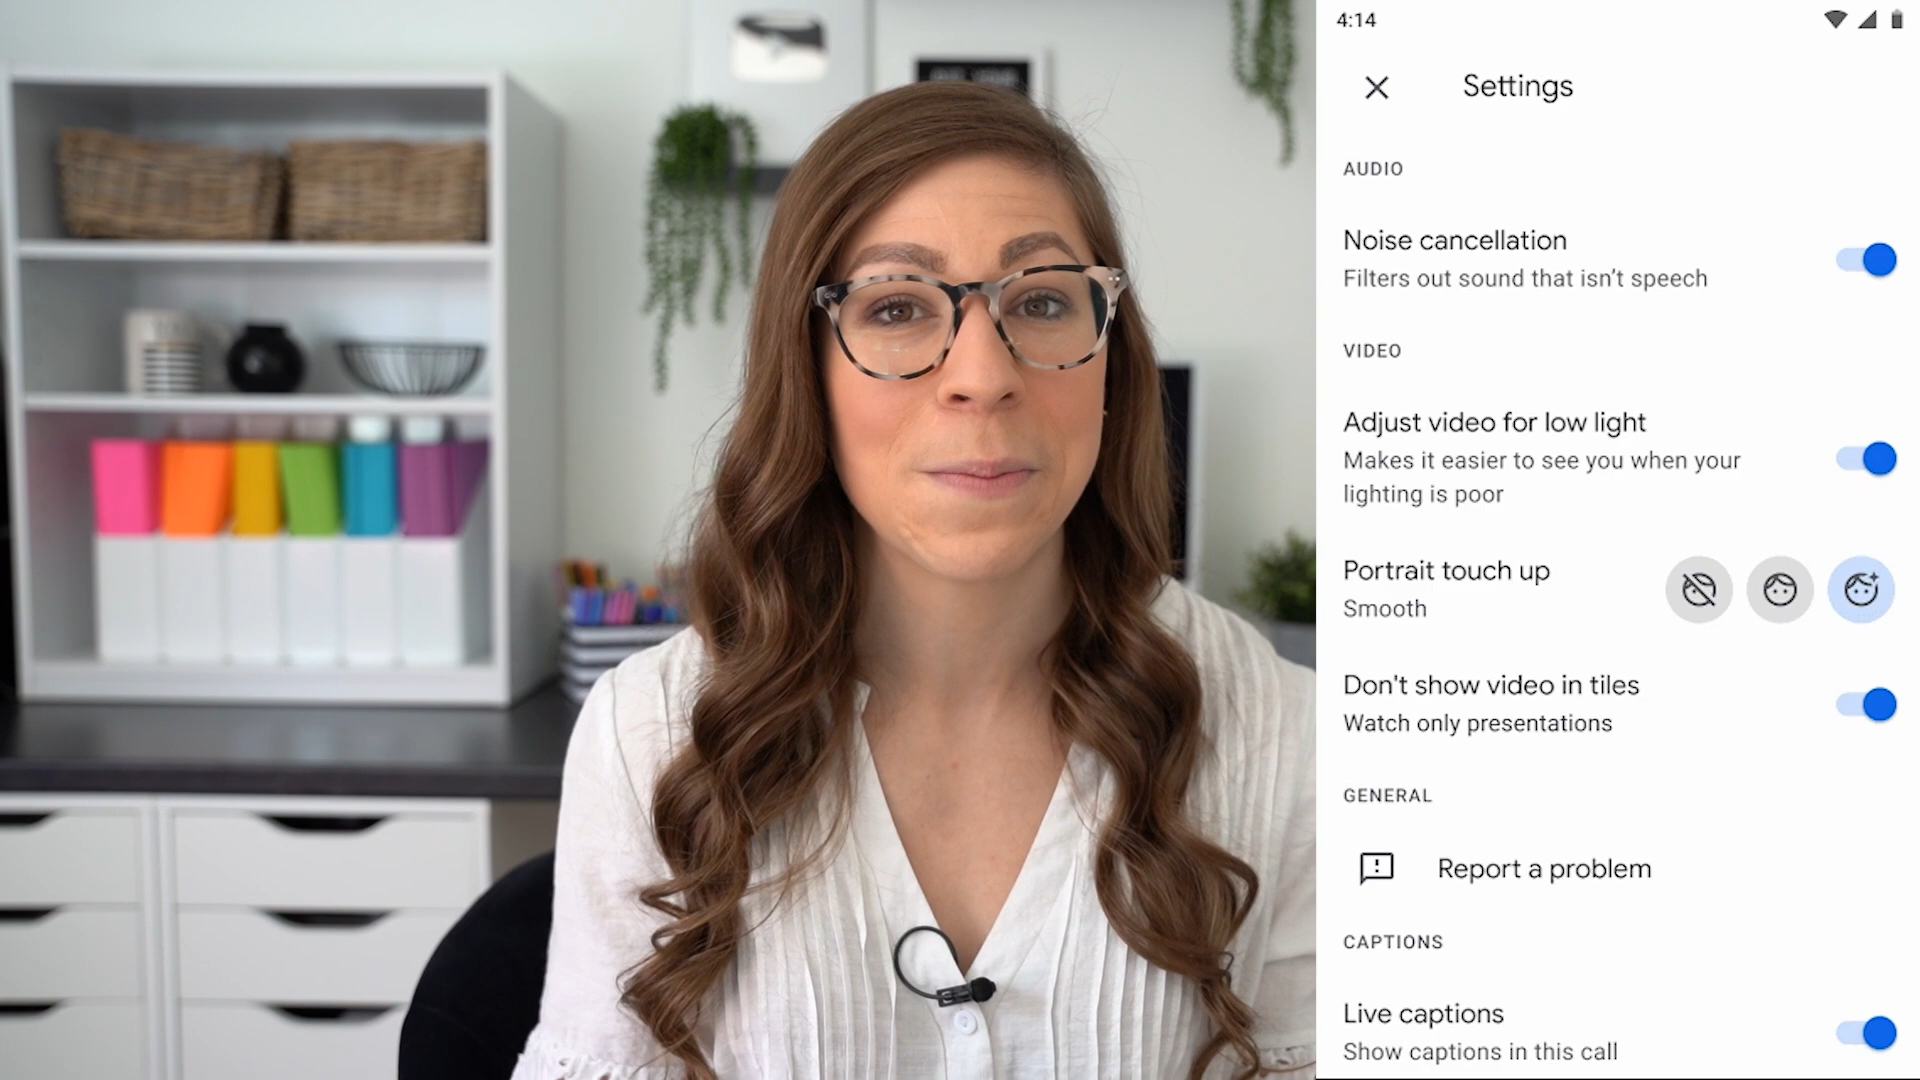 4:14
Settings
AUDIO
Noise cancellation
Filters out sound that isn’t speech
VIDEO
Adjust video for low light
Makes it easier to see you when your
lighting is poor
Portrait touch up
Smooth
Don't show video in tiles
Watch only presentations
GENERAL
Report a problem
CAPTIONS
Live captions
Show captions in this call